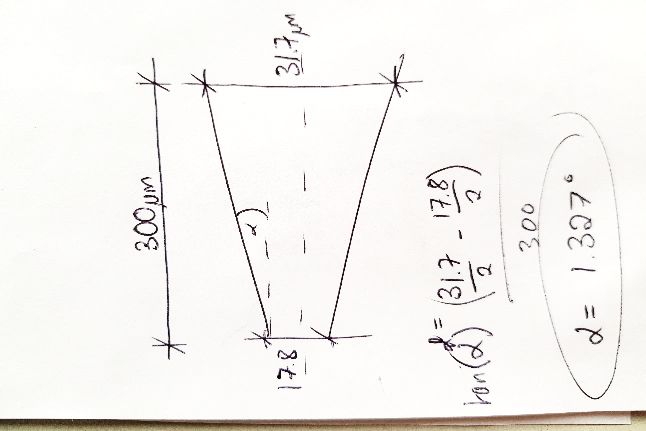 31.7µm
300µm
α
17.8
tan(α) = (31.7/2 - 17.8/2)
300
α = 1.327°